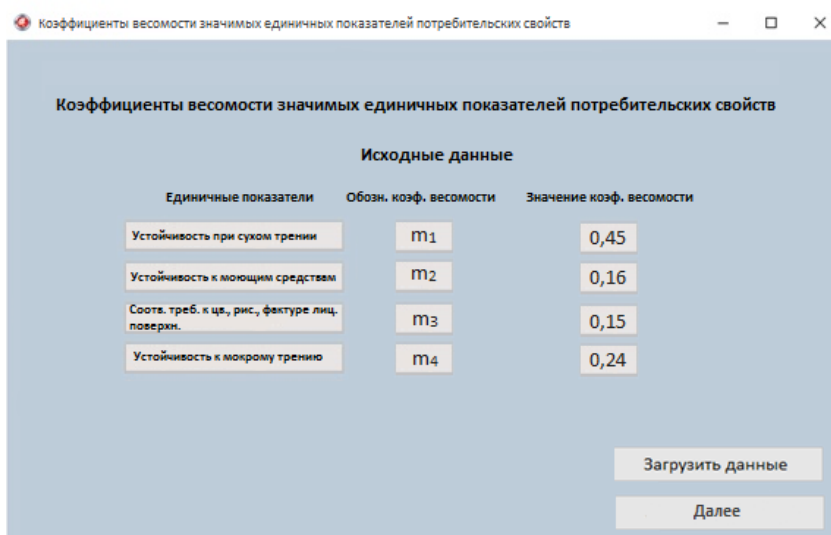 Коэффициенты весомости значимых единичных показателей потребительских свойств
Коэффициенты весомости значимых единичных показателей потребительских свойств
Исходные данные
Единичные показатели Обозн. коэф. весомости Значение коэф. весомости
Устойчивость при сухом трении m1 0,45
Устойчивость к моющим средствам m2 0,16
Соотв. треб. к цв., рис., фактуре лиц.
поверхн. m3 0,15
Устойчивость к мокрому трению m4 0,24
Загрузить данные
Далее